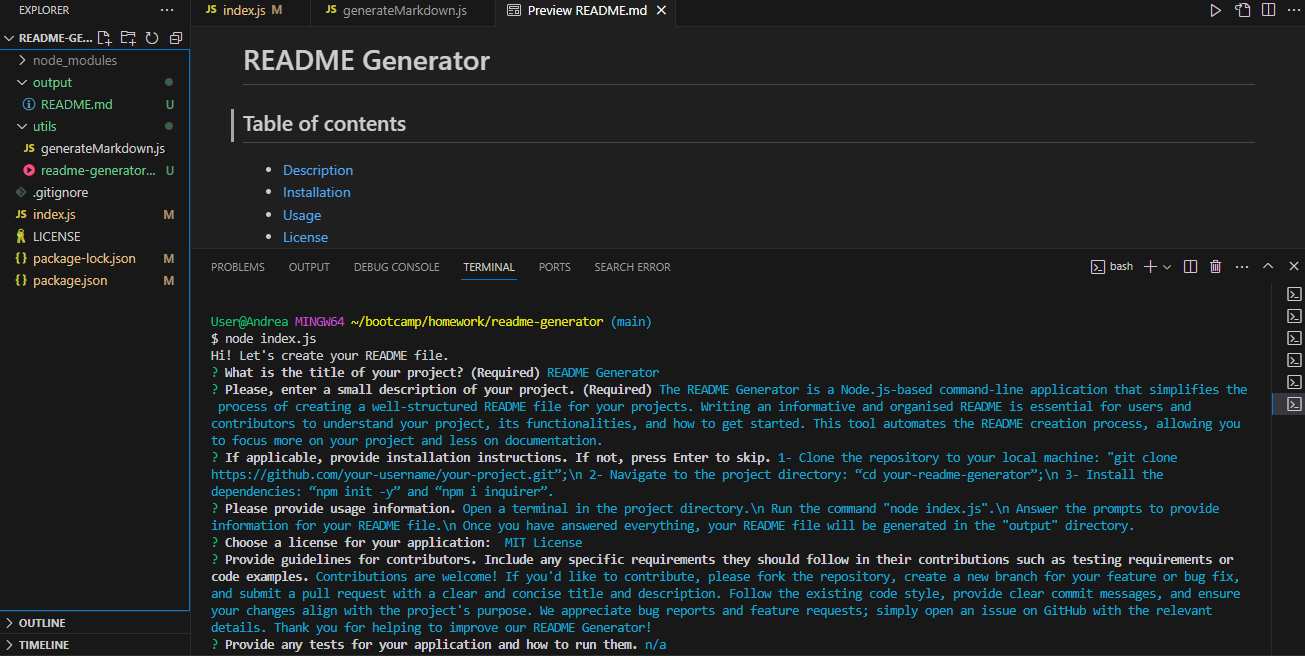 EXPLORER
README-GE...
node_modules
output
README.md U
utils
generateMarkdown.js
readme-generator... U
.gitignore
index.js M
LICENSE
package-lock.json M
package.json M
OUTLINE
TIMELINE
index.js M
generateMarkdown.js
Preview README.md
README Generator
Table of contents
Description
Installation
Usage
License
PROBLEMS OUTPUT DEBUG CONSOLE TERMINAL PORTS SEARCH ERROR
bash
User@Andrea MINGW64 ~/bootcamp/homework/readme-generator (main)
$ node index.js
Hi! Let's create your README file.
? What is the title of your project? (Required) README Generator
? Please, enter a small description of your project. (Required) The README Generator is a Node.js-based command-line application that simplifies the
process of creating a well-structured README file for your projects. Writing an informative and organised README is essential for users and
contributors to understand your project, its functionalities, and how to get started. This tool automates the README creation process, allowing you
to focus more on your project and less on documentation.
? If applicable, provide installation instructions. If not, press Enter to skip. 1- Clone the repository to your local machine: "git clone
https://github.com/your-username/your-project.git”;\n 2- Navigate to the project directory: “cd your-readme-generator”;\n 3- Install the
dependencies: “npm init -y” and “npm i inquirer”.
? Please provide usage information. Open a terminal in the project directory.\n Run the command "node index.js".\n Answer the prompts to provide
information for your README file.\n Once you have answered everything, your README file will be generated in the "output" directory.
? Choose a license for your application: MIT License
? Provide guidelines for contributors. Include any specific requirements they should follow in their contributions such as testing requirements or
code examples. Contributions are welcome! If you'd like to contribute, please fork the repository, create a new branch for your feature or bug fix,
and submit a pull request with a clear and concise title and description. Follow the existing code style, provide clear commit messages, and ensure
your changes align with the project's purpose. We appreciate bug reports and feature requests; simply open an issue on GitHub with the relevant
details. Thank you for helping to improve our README Generator!
? Provide any tests for your application and how to run them. n/a